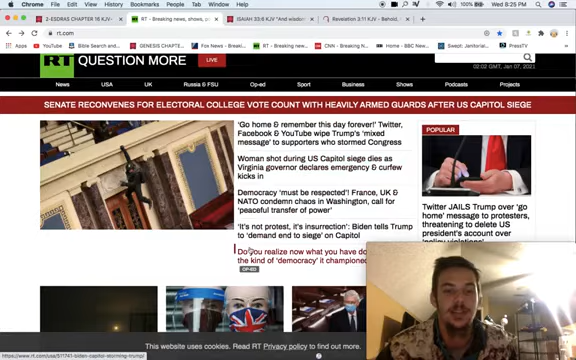 Chrome File Edit View History Bookmarks People Tab Window Help
Wed 8:25 PM
2-ESDRAS CHAPTER 16 KJV
RT - Breaking news, shows, p
ISAIAH 33:6 KJV "And wisdom
Revelation 3:11 KJV - Behold,
rt.com
Apps
YouTube
Bible Search and
GENESIS CHAPTER
Fox News - Breaking
CNN - Breaking
Home - BBC News
Swept: Janitorial
PressTV
RT QUESTION MORE
LIVE
02:02 GMT, Jan 07, 2021
News USA UK Russia & FSU Op-ed Sport Shows Podcasts Projects
SENATE RECONVENES FOR ELECTORAL COLLEGE VOTE COUNT WITH HEAVILY ARMED GUARDS AFTER US CAPITOL SIEGE
'Go home & remember this day forever!' Twitter,
Facebook & YouTube wipe Trump's 'mixed
message' to supporters who stormed Congress
Woman shot during US Capitol siege dies as
Virginia governor declares emergency & curfew
kicks in
Democracy 'must be respected'! France, UK &
NATO condemn chaos in Washington, call for
'peaceful transfer of power'
'It's not protest, it's insurrection': Biden tells Trump
to 'demand end to siege' on Capitol
Do you realize now what you have do
the kind of 'democracy' it championed
OP-ED
POPULAR
Twitter JAILS Trump over 'go
home' message to protesters,
threatening to delete US
president's account over
This website uses cookies. Read RT Privacy policy to find out more.